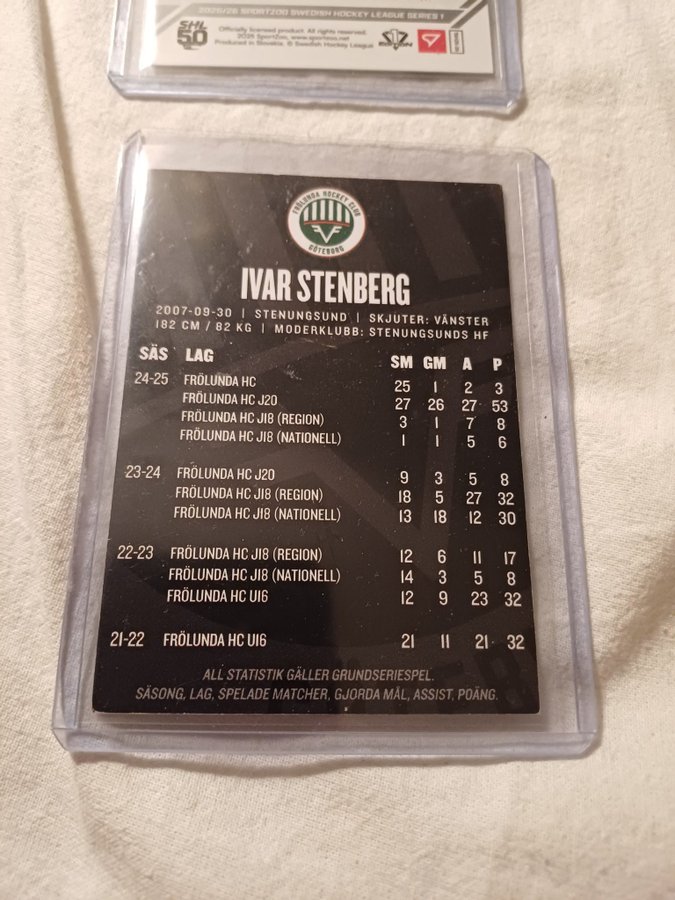 2025/26 SPORTZOO SWEDISH HOCKEY LEAGUE SERIES 1
SHL
50
Officially licensed product. All rights reserved.
2025 SportZoo, www.sportzoo.net
Produced in Slovakia. © Swedish Hockey League
EDITION
FRÖLUNDA HOCKEY CLUB
GÖTEBORG
IVAR STENBERG
2007-09-30 | STENUNGSUND | SKJUTER: VÄNSTER
182 CM / 82 KG | MODERKLUBB: STENUNGSUNDS HF
SÄS LAG SM GM A P
24-25 FRÖLUNDA HC 25 1 2 3
FRÖLUNDA HC J20 27 26 27 53
FRÖLUNDA HC J18 (REGION) 3 1 7 8
FRÖLUNDA HC J18 (NATIONELL) 1 1 5 6
23-24 FRÖLUNDA HC J20 9 3 5 8
FRÖLUNDA HC J18 (REGION) 18 5 27 32
FRÖLUNDA HC J18 (NATIONELL) 13 18 12 30
22-23 FRÖLUNDA HC J18 (REGION) 12 6 11 17
FRÖLUNDA HC J18 (NATIONELL) 14 3 5 8
FRÖLUNDA HC U16 12 9 23 32
21-22 FRÖLUNDA HC U16 21 11 21 32
ALL STATISTIK GÄLLER GRUNDSERIESPEL.
SÄSONG, LAG, SPELADE MATCHER, GJORDA MÅL, ASSIST, POÄNG.